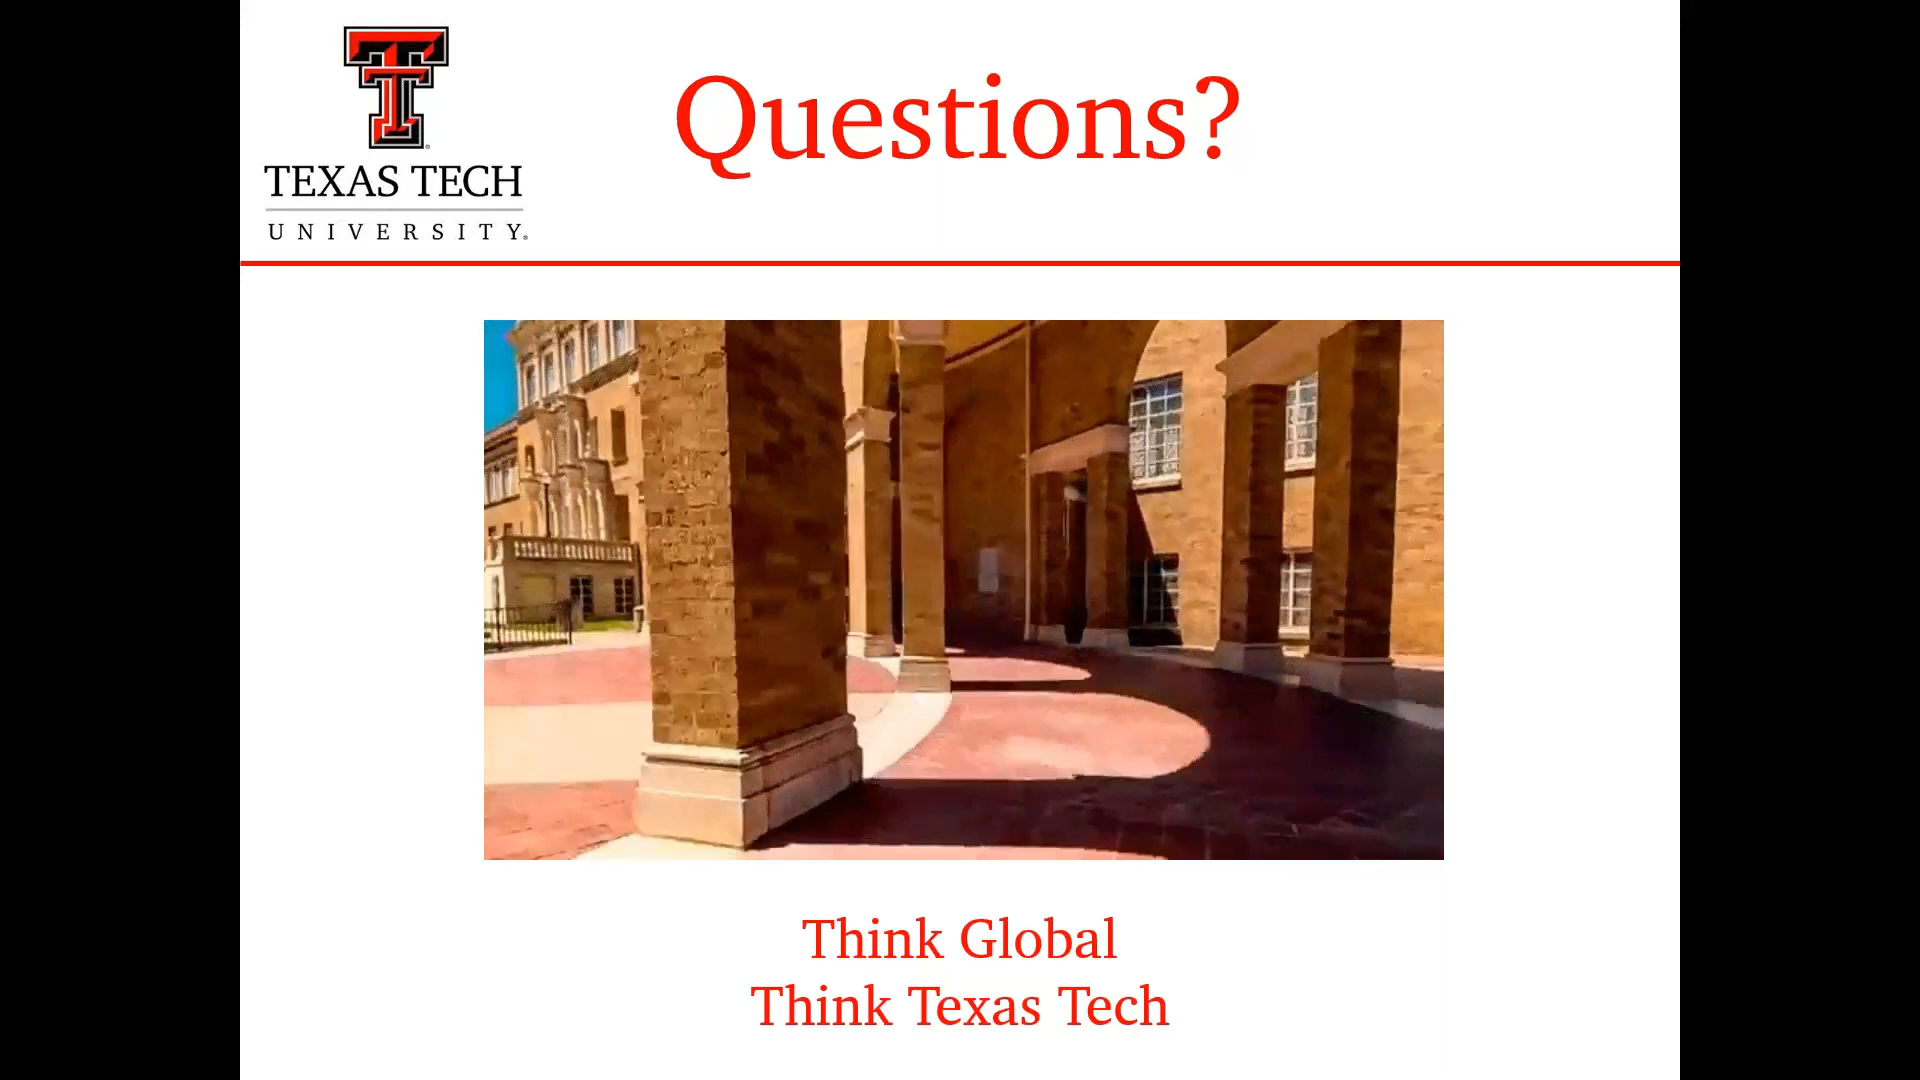 TEXAS TECH
UNIVERSITY®
Questions?
Think Global
Think Texas Tech